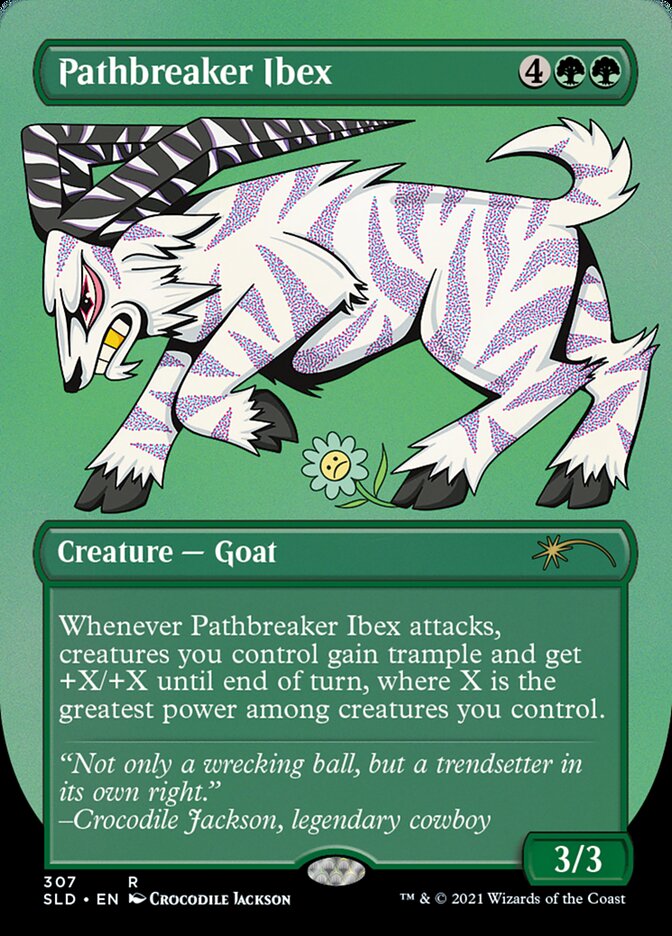 Pathbreaker Ibex 4
Creature — Goat
Whenever Pathbreaker Ibex attacks,
creatures you control gain trample and get
+X/+X until end of turn, where X is the
greatest power among creatures you control.
“Not only a wrecking ball, but a trendsetter in
its own right.”
–Crocodile Jackson, legendary cowboy
3/3
307 R
SLD • EN Crocodile Jackson ™ & © 2021 Wizards of the Coast